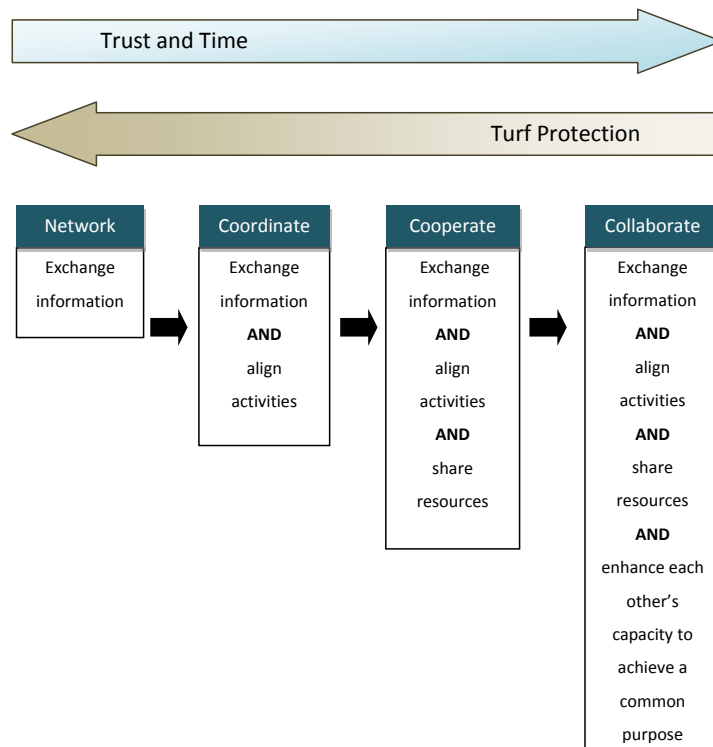 Trust and Time
Turf Protection
Network
Exchange
information
Coordinate
Exchange
information
AND
align
activities
Cooperate
Exchange
information
AND
align
activities
AND
share
resources
Collaborate
Exchange
information
AND
align
activities
AND
share
resources
AND
enhance each
other’s
capacity to
achieve a
common
purpose